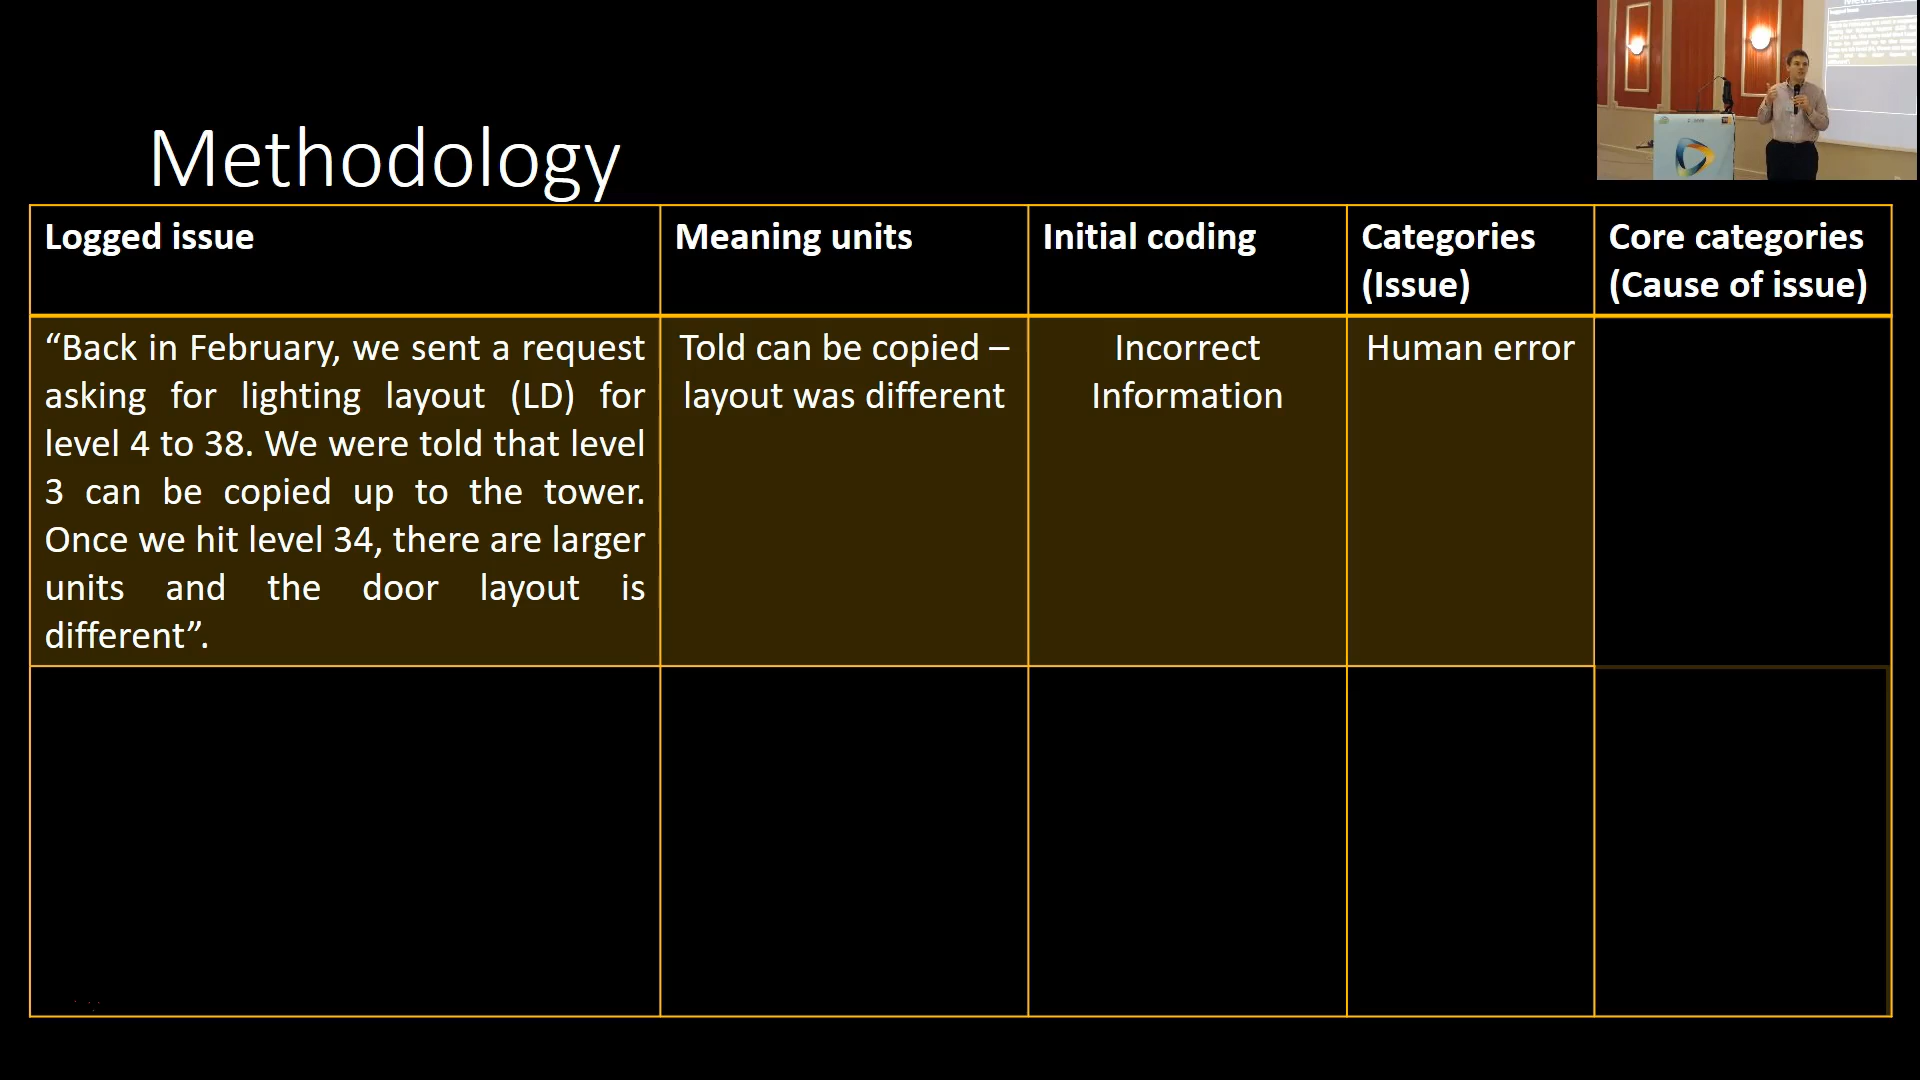 Methodology
Logged issue
Meaning units
Initial coding
Categories
(Issue)
Core categories
(Cause of issue)
“Back in February, we sent a request
asking for lighting layout (LD) for
level 4 to 38. We were told that level
3 can be copied up to the tower.
Once we hit level 34, there are larger
units and the door layout is
different”.
Told can be copied –
layout was different
Incorrect
Information
Human error